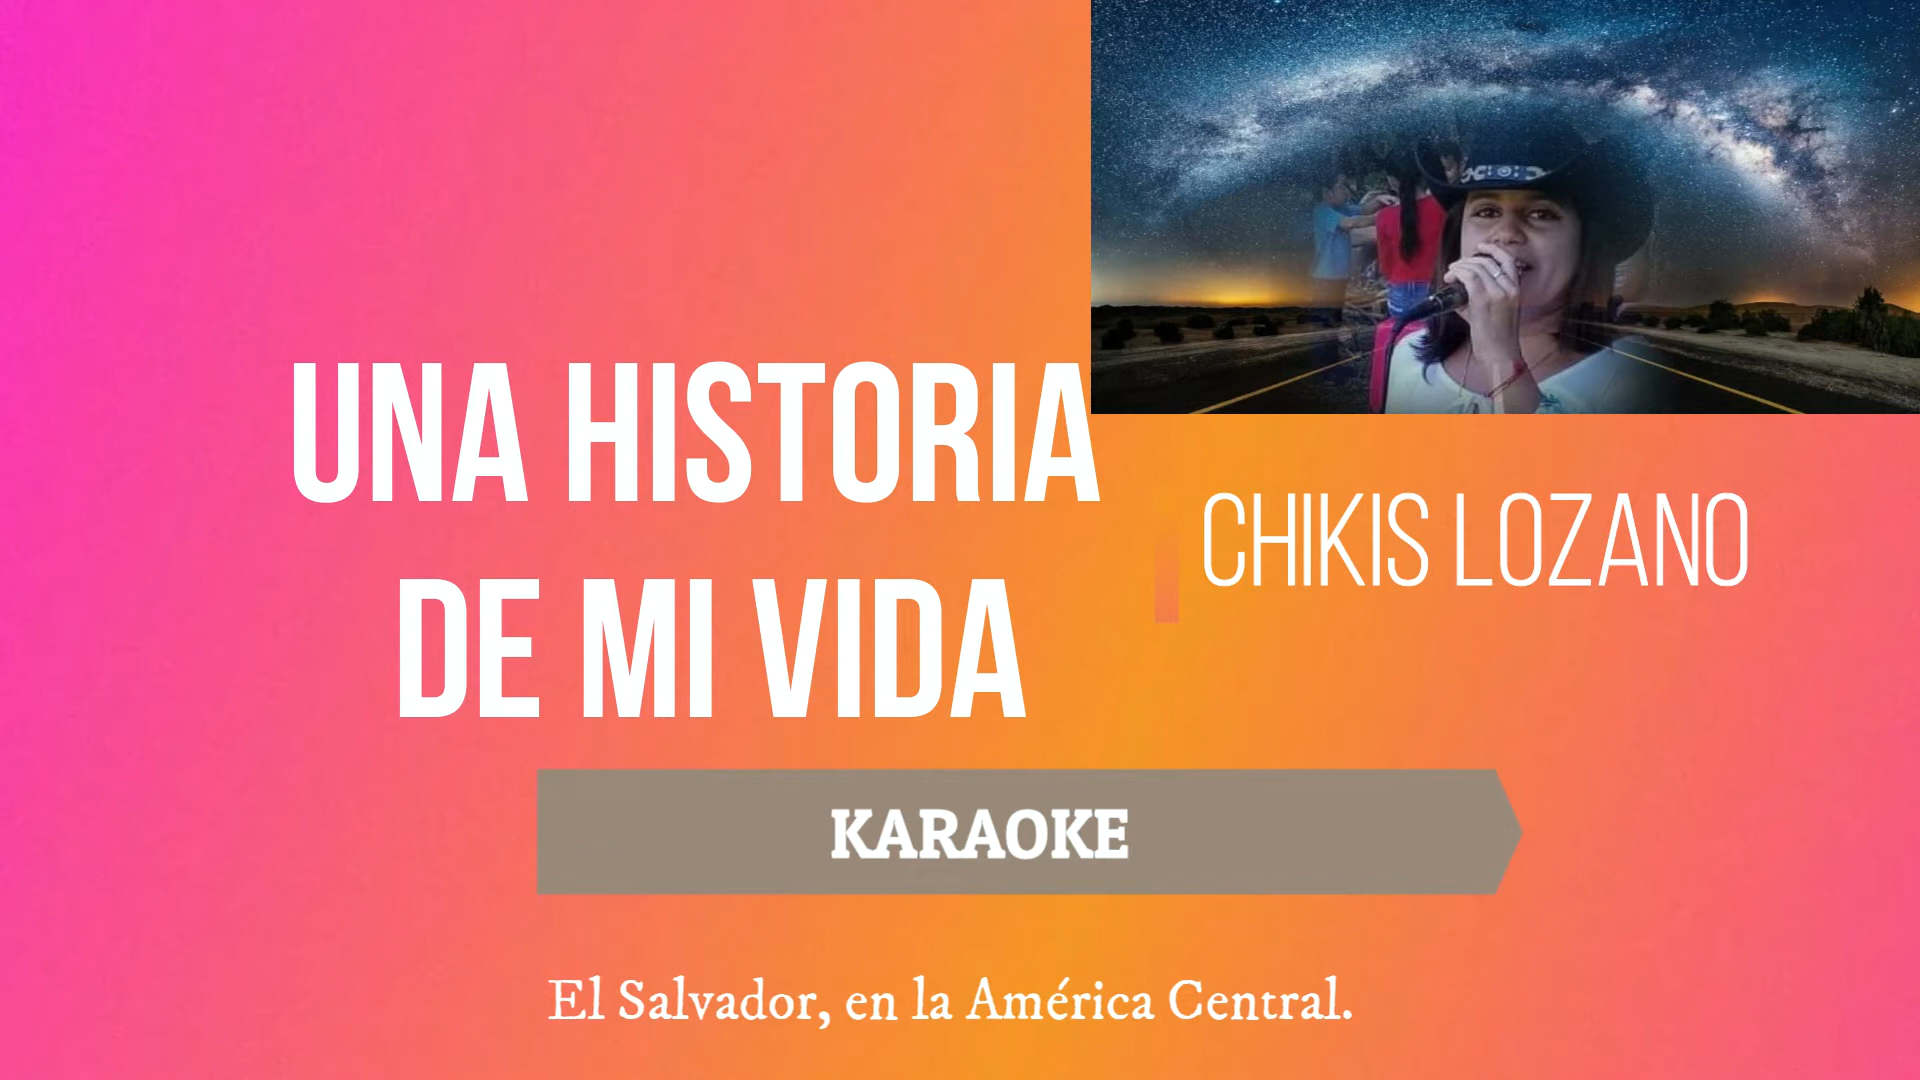 UNA HISTORIA
DE MI VIDA
CHIKIS LOZANO
KARAOKE
El Salvador, en la América Central.